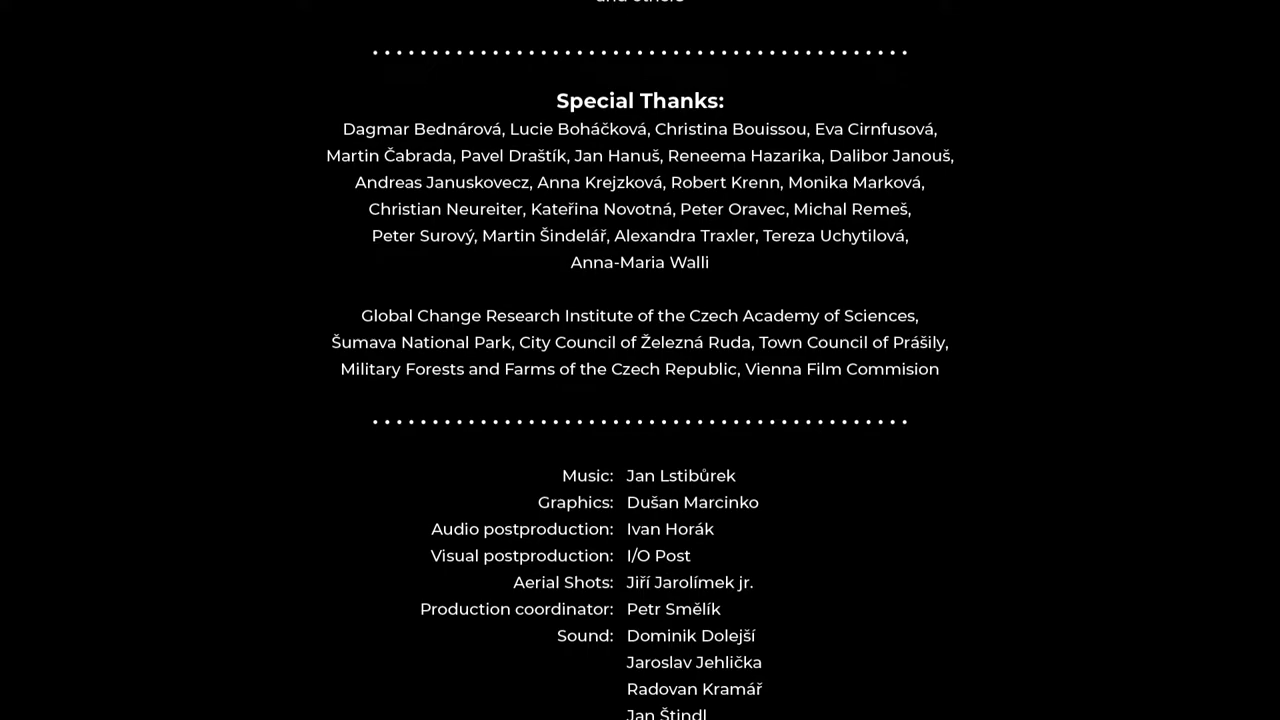 and others
Special Thanks:
Dagmar Bednárová, Lucie Boháčková, Christina Bouissou, Eva Cirnfusová,
Martin Čabrada, Pavel Draštík, Jan Hanuš, Reneema Hazarika, Dalibor Janouš,
Andreas Januskovecz, Anna Krejzková, Robert Krenn, Monika Marková,
Christian Neureiter, Kateřina Novotná, Peter Oravec, Michal Remeš,
Peter Surový, Martin Šindelář, Alexandra Traxler, Tereza Uchytilová,
Anna-Maria Walli
Global Change Research Institute of the Czech Academy of Sciences,
Šumava National Park, City Council of Železná Ruda, Town Council of Prášily,
Military Forests and Farms of the Czech Republic, Vienna Film Commision
Music: Jan Lstibůrek
Graphics: Dušan Marcinko
Audio postproduction: Ivan Horák
Visual postproduction: I/O Post
Aerial Shots: Jiří Jarolímek jr.
Production coordinator: Petr Smělík
Sound: Dominik Dolejší
Jaroslav Jehlička
Radovan Kramář
Jan Štindl